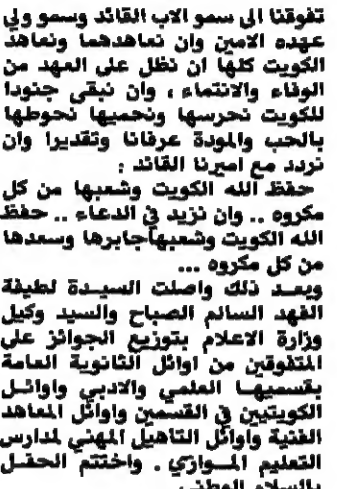 تفوقنا الى سمو الاب القائد وسمو ولي
عهده الامين وان نعاهدهما ونعاهد
الكويت كلها ان نظل على العهد من
الوفاء والانتماء ، وان نبقى جنودا
للكويت نحرسها ونحميها نحوطها
بالحب والمودة عرفانا وتقديرا وان
نردد مع اميرنا القائد :
حفظ الله الكويت وشعبها من كل
مكروه .. وان نزيد في الدعاء .. حفظ
الله الكويت وشعبهاجابرها وسعدها
من كل مكروه ...
وبعد ذلك واصلت السيدة لطيفة
الفهد السالم الصباح والسيد وكيل
وزارة الاعلام بتوزيع الجوائز على
المتفوقين من اوائل الثانوية العامة
بقسميها العلمي والادبي واوائل
الكويتيين في القسمين واوائل المعاهد
الفنية واوائل التاهيل المهني لمدارس
التعليم الموازي . واختتم الحفل
بالسلام الوطني